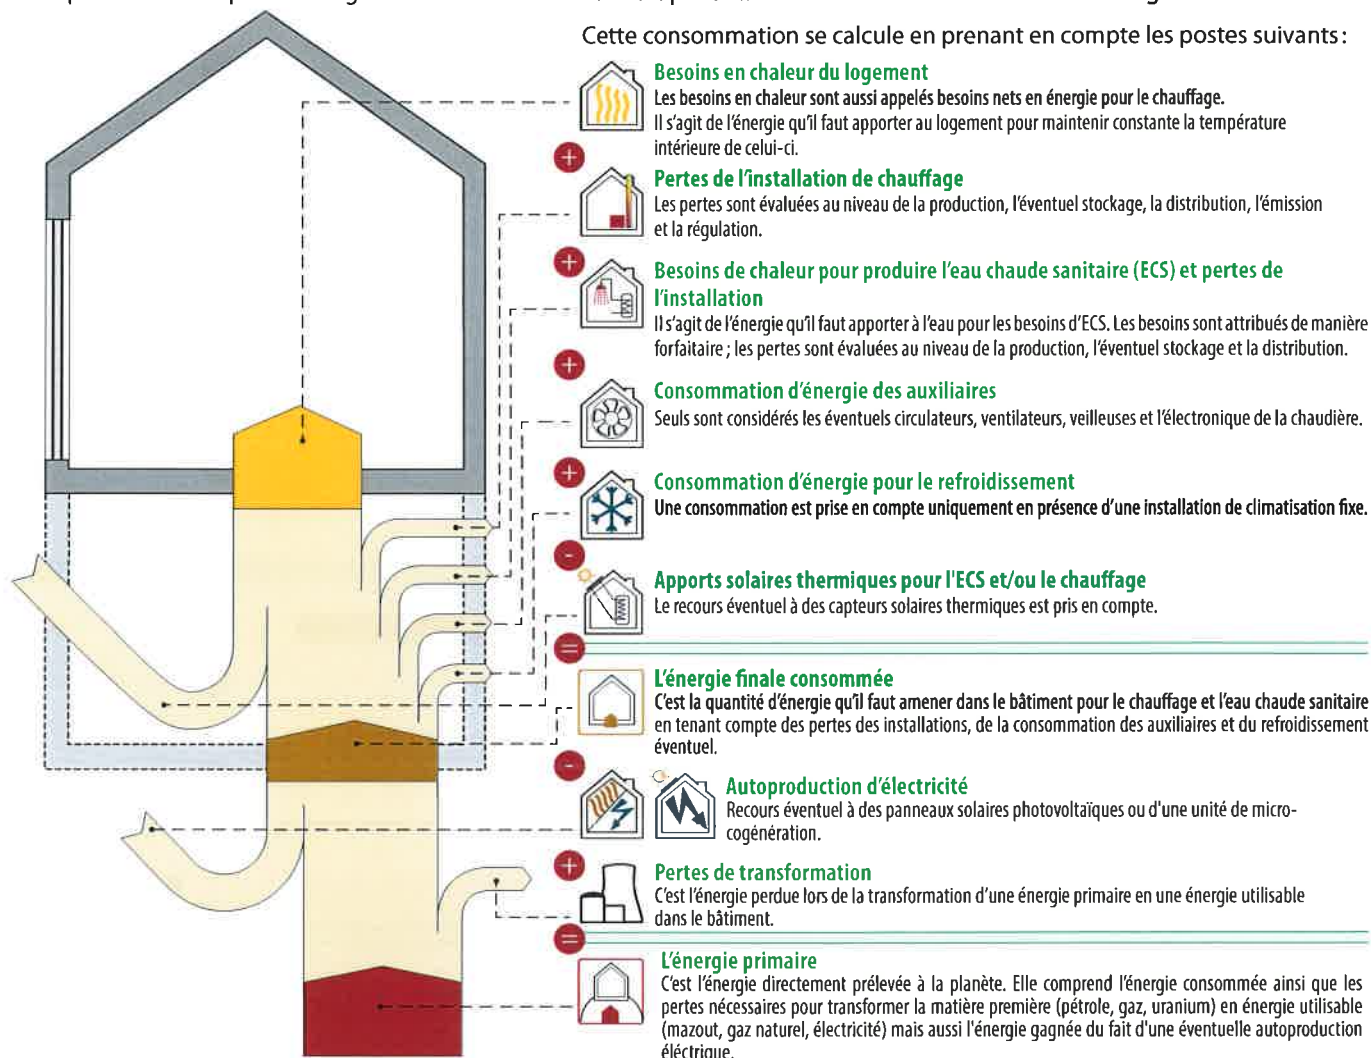 Cette consommation se calcule en prenant en compte les postes suivants :
Besoins en chaleur du logement
Les besoins en chaleur sont aussi appelés besoins nets en énergie pour le chauffage.
Il s'agit de l'énergie qu'il faut apporter au logement pour maintenir constante la température
intérieure de celui-ci.
+
Pertes de l'installation de chauffage
Les pertes sont évaluées au niveau de la production, l'éventuel stockage, la distribution, l'émission
et la régulation.
+
Besoins de chaleur pour produire l'eau chaude sanitaire (ECS) et pertes de
l'installation
Il s'agit de l'énergie qu'il faut apporter à l'eau pour les besoins d'ECS. Les besoins sont attribués de manière
forfaitaire ; les pertes sont évaluées au niveau de la production, l'éventuel stockage et la distribution.
+
Consommation d'énergie des auxiliaires
Seuls sont considérés les éventuels circulateurs, ventilateurs, veilleuses et l'électronique de la chaudière.
+
Consommation d'énergie pour le refroidissement
Une consommation est prise en compte uniquement en présence d'une installation de climatisation fixe.
-
Apports solaires thermiques pour l'ECS et/ou le chauffage
Le recours éventuel à des capteurs solaires thermiques est pris en compte.
=
L'énergie finale consommée
C'est la quantité d'énergie qu'il faut amener dans le bâtiment pour le chauffage et l'eau chaude sanitaire
en tenant compte des pertes des installations, de la consommation des auxiliaires et du refroidissement
éventuel.
-
Autoproduction d'électricité
Recours éventuel à des panneaux solaires photovoltaïques ou d'une unité de micro-
cogénération.
+
Pertes de transformation
C'est l'énergie perdue lors de la transformation d'une énergie primaire en une énergie utilisable
dans le bâtiment.
=
L'énergie primaire
C'est l'énergie directement prélevée à la planète. Elle comprend l'énergie consommée ainsi que les
pertes nécessaires pour transformer la matière première (pétrole, gaz, uranium) en énergie utilisable
(mazout, gaz naturel, électricité) mais aussi l'énergie gagnée du fait d'une éventuelle autoproduction
éléctrique.